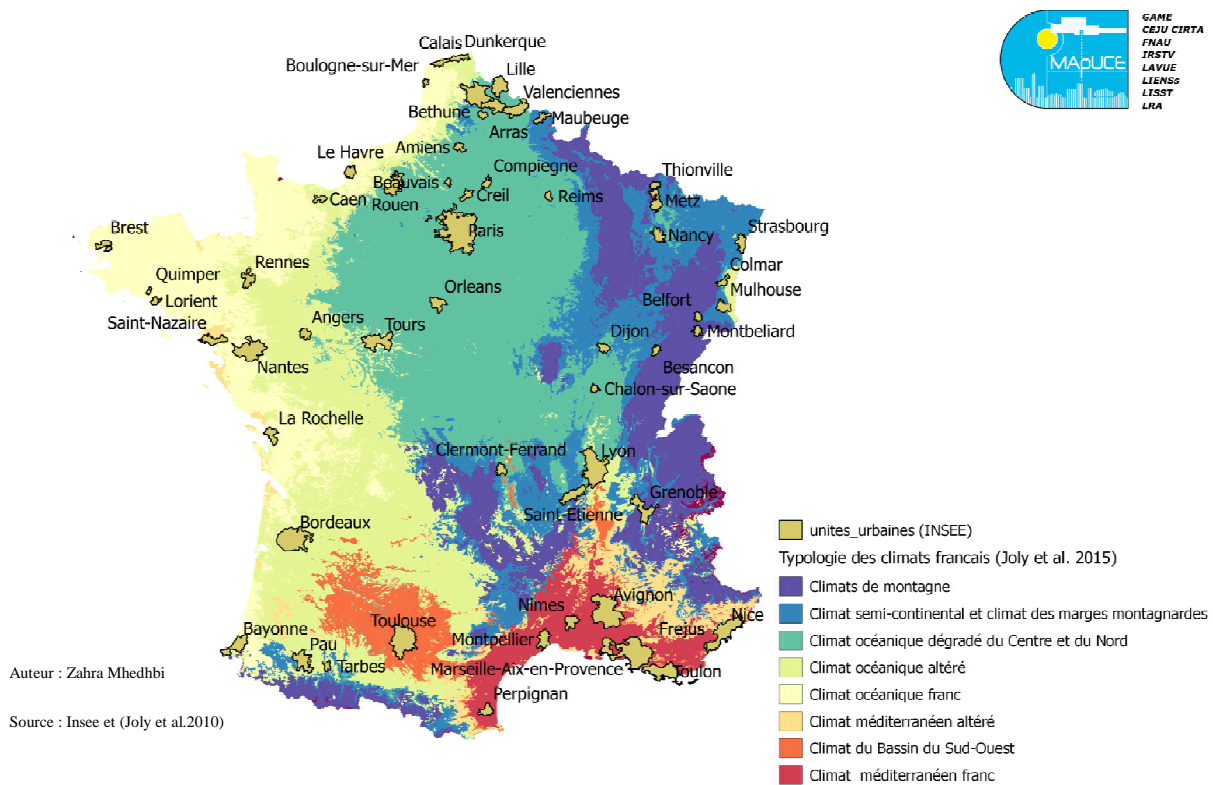 GAME
CEJU CIRTA
FNAU
IRSTV
LAVUE
LIENSs
LISST
LRA
MApUCE
Calais Dunkerque
Boulogne-sur-Mer
Lille
Valenciennes
Bethune
Maubeuge
Arras
Le Havre
Amiens
Compiegne
Thionville
Beauvais
Caen
Creil
Reims
Metz
Rouen
Brest
Paris
Nancy
Strasbourg
Quimper
Rennes
Colmar
Lorient
Orleans
Belfort
Mulhouse
Saint-Nazaire
Angers
Tours
Dijon
Montbeliard
Nantes
Besancon
Chalon-sur-Saone
La Rochelle
Clermont-Ferrand
Lyon
Grenoble
Saint-Etienne
Bordeaux
Nimes
Avignon
Toulouse
Nice
Bayonne
Montpellier
Frejus
Pau
Tarbes
Marseille-Aix-en-Provence
Toulon
Perpignan
Auteur : Zahra Mhedhbi
Source : Insee et (Joly et al.2010)
unites_urbaines (INSEE)
Typologie des climats francais (Joly et al. 2015)
Climats de montagne
Climat semi-continental et climat des marges montagnardes
Climat océanique dégradé du Centre et du Nord
Climat océanique altéré
Climat océanique franc
Climat méditerranéen altéré
Climat du Bassin du Sud-Ouest
Climat méditerranéen franc